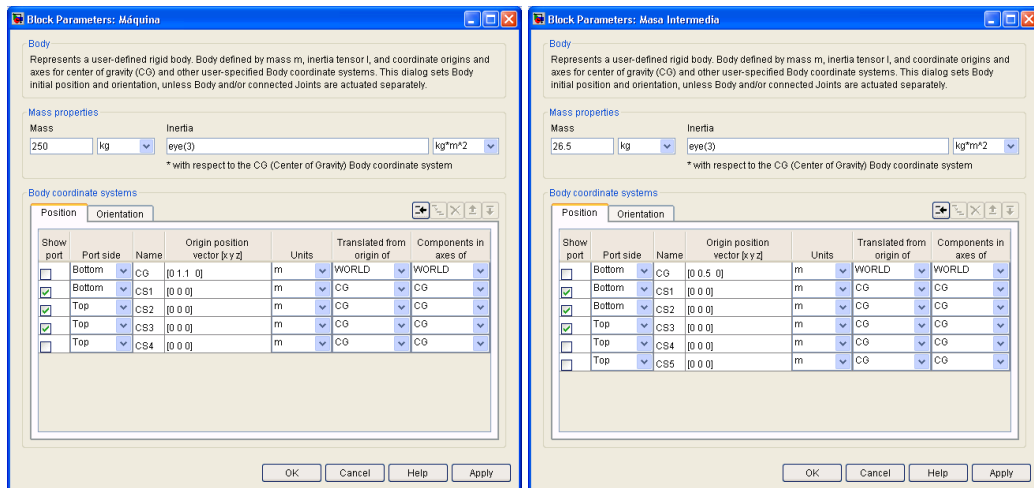 Block Parameters: Máquina
Body
Represents a user-defined rigid body. Body defined by mass m, inertia tensor I, and coordinate origins and
axes for center of gravity (CG) and other user-specified Body coordinate systems. This dialog sets Body
initial position and orientation, unless Body and/or connected Joints are actuated separately.
Mass properties
Mass Inertia
250 kg eye(3) kg*m^2
* with respect to the CG (Center of Gravity) Body coordinate system
Body coordinate systems
Position Orientation
Show Origin position Translated from Components in
port Port side Name vector [x y z] Units origin of axes of
Bottom CG [0 1.1 0] m WORLD WORLD
Bottom CS1 [0 0 0] m CG CG
Top CS2 [0 0 0] m CG CG
Top CS3 [0 0 0] m CG CG
Top CS4 [0 0 0] m CG CG
OK Cancel Help Apply
Block Parameters: Masa Intermedia
Body
Represents a user-defined rigid body. Body defined by mass m, inertia tensor I, and coordinate origins and
axes for center of gravity (CG) and other user-specified Body coordinate systems. This dialog sets Body
initial position and orientation, unless Body and/or connected Joints are actuated separately.
Mass properties
Mass Inertia
26.5 kg eye(3) kg*m^2
* with respect to the CG (Center of Gravity) Body coordinate system
Body coordinate systems
Position Orientation
Show Origin position Translated from Components in
port Port side Name vector [x y z] Units origin of axes of
Bottom CG [0 0.5 0] m WORLD WORLD
Bottom CS1 [0 0 0] m CG CG
Bottom CS2 [0 0 0] m CG CG
Top CS3 [0 0 0] m CG CG
Top CS4 [0 0 0] m CG CG
Top CS5 [0 0 0] m CG CG
OK Cancel Help Apply